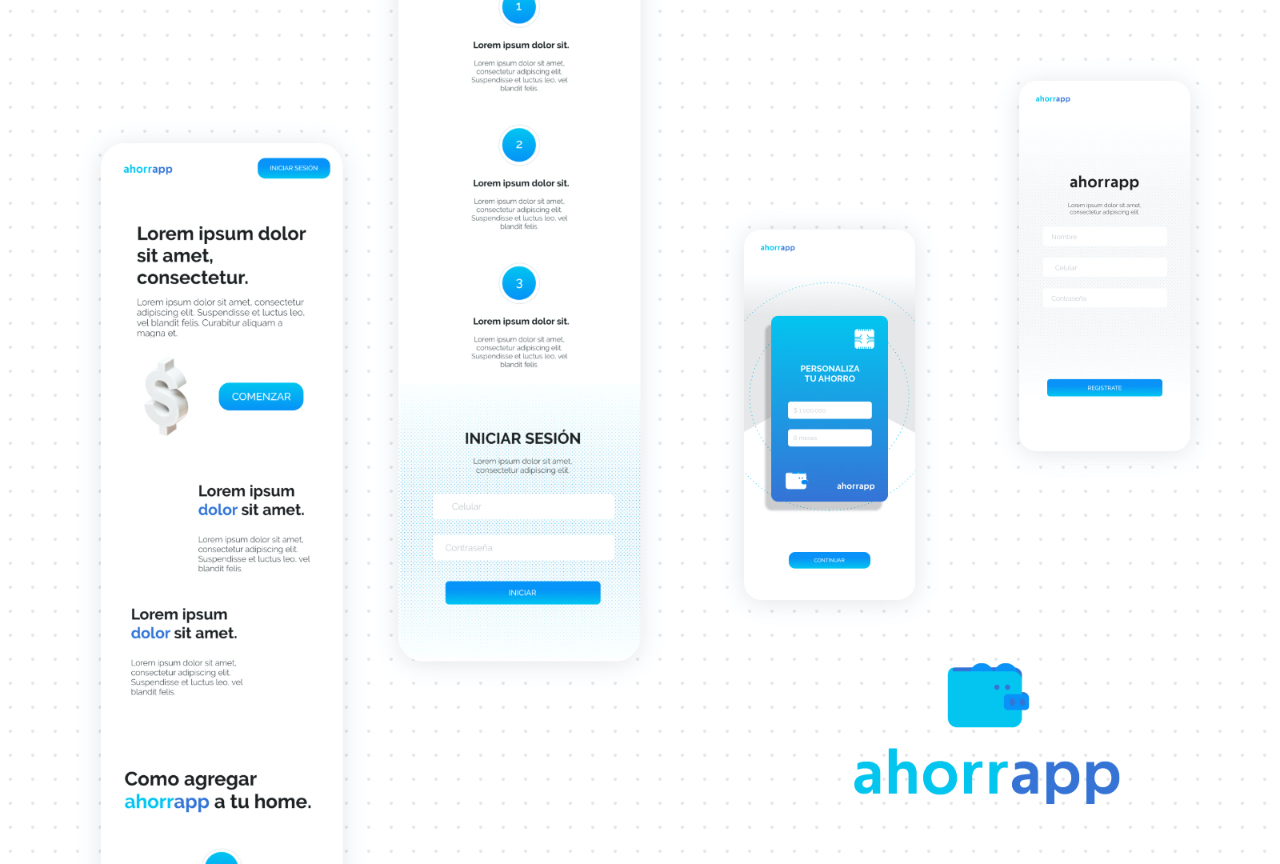 ahorrapp
INICIAR SESIÓN
Lorem ipsum dolor
sit amet,
consectetur.
Lorem ipsum dolor sit amet, consectetur
adipiscing elit. Suspendisse et luctus leo,
vel blandit felis. Curabitur aliquam a
magna et.
COMENZAR
Lorem ipsum
dolor sit amet.
Lorem ipsum dolor sit amet,
consectetur adipiscing elit.
Suspendisse et luctus leo, vel
blandit felis.
Lorem ipsum
dolor sit amet.
Lorem ipsum dolor sit amet,
consectetur adipiscing elit.
Suspendisse et luctus leo, vel
blandit felis.
Como agregar
ahorrapp a tu home.
1
Lorem ipsum dolor sit.
Lorem ipsum dolor sit amet,
consectetur adipiscing elit.
Suspendisse et luctus leo, vel
blandit felis.
2
Lorem ipsum dolor sit.
Lorem ipsum dolor sit amet,
consectetur adipiscing elit.
Suspendisse et luctus leo, vel
blandit felis.
3
Lorem ipsum dolor sit.
Lorem ipsum dolor sit amet,
consectetur adipiscing elit.
Suspendisse et luctus leo, vel
blandit felis.
INICIAR SESIÓN
Lorem ipsum dolor sit amet,
consectetur adipiscing elit.
Celular
Contraseña
INICIAR
ahorrapp
PERSONALIZA
TU AHORRO
6 meses
ahorrapp
CONTINUAR
ahorrapp
ahorrapp
Lorem ipsum dolor sit amet,
consectetur adipiscing elit.
Nombre
Celular
Contraseña
REGISTRATE
ahorrapp